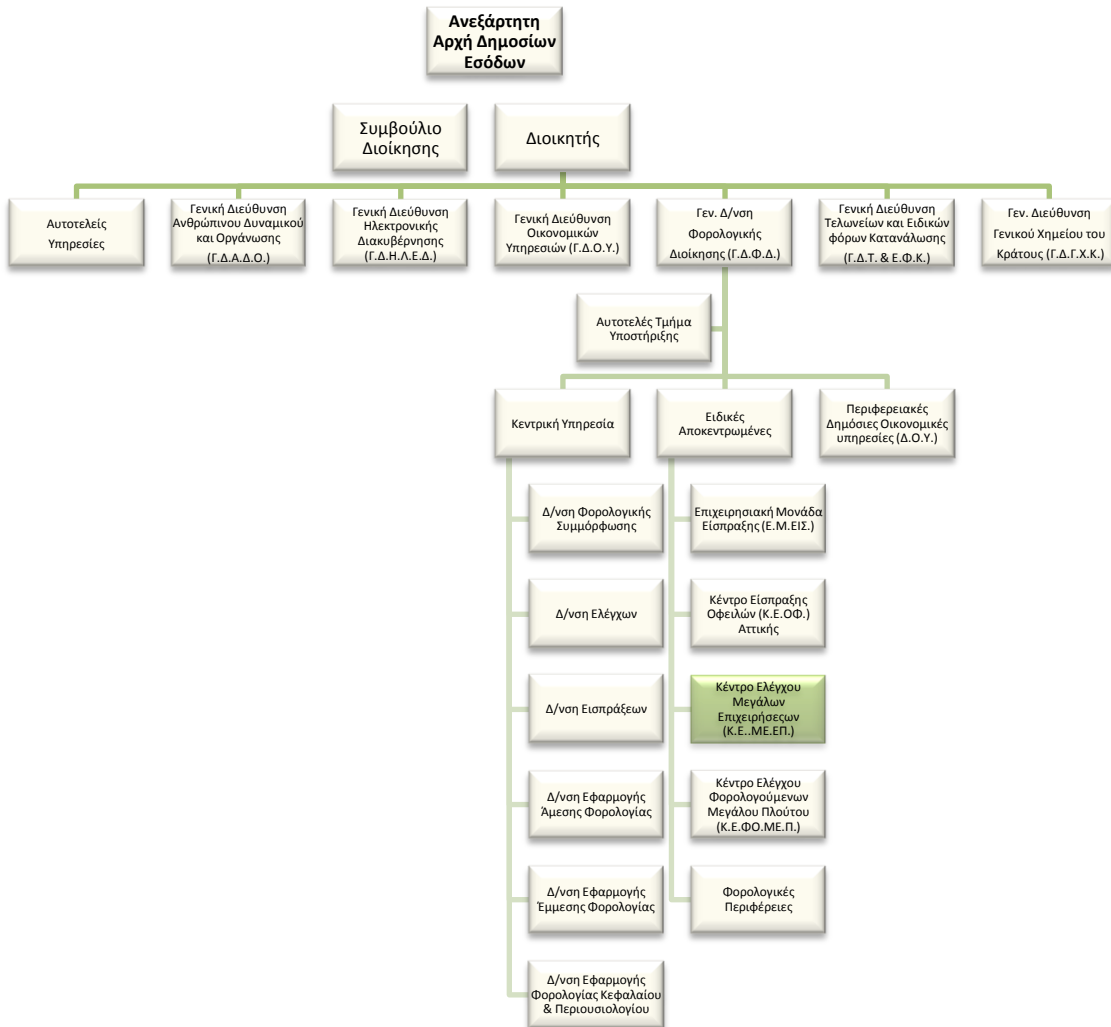 Ανεξάρτητη
Αρχή Δημοσίων
Εσόδων
Συμβούλιο
Διοίκησης
Διοικητής
Αυτοτελείς
Υπηρεσίες
Γενική Διεύθυνση
Ανθρώπινου Δυναμικού
και Οργάνωσης
(Γ.Δ.Α.Δ.Ο.)
Γενική Διεύθυνση
Ηλεκτρονικής
Διακυβέρνησης
(Γ.Δ.Η.Λ.Ε.Δ.)
Γενική Διεύθυνση
Οικονομικών
Υπηρεσιών (Γ.Δ.Ο.Υ.)
Γεν. Δ/νση
Φορολογικής
Διοίκησης (Γ.Δ.Φ.Δ.)
Γενική Διεύθυνση
Τελωνείων και Ειδικών
φόρων Κατανάλωσης
(Γ.Δ.Τ. & Ε.Φ.Κ.)
Γεν. Διεύθυνση
Γενικού Χημείου του
Κράτους (Γ.Δ.Γ.Χ.Κ.)
Αυτοτελές Τμήμα
Υποστήριξης
Κεντρική Υπηρεσία
Ειδικές
Αποκεντρωμένες
Περιφερειακές
Δημόσιες Οικονομικές
υπηρεσίες (Δ.Ο.Υ.)
Δ/νση Φορολογικής
Συμμόρφωσης
Δ/νση Ελέγχων
Δ/νση Εισπράξεων
Δ/νση Εφαρμογής
Άμεσης Φορολογίας
Δ/νση Εφαρμογής
Έμμεσης Φορολογίας
Δ/νση Εφαρμογής
Φορολογίας Κεφαλαίου
& Περιουσιολογίου
Επιχειρησιακή Μονάδα
Είσπραξης (Ε.Μ.ΕΙΣ.)
Κέντρο Είσπραξης
Οφειλών (Κ.Ε.ΟΦ.)
Αττικής
Κέντρο Ελέγχου
Μεγάλων
Επιχειρήσεςων
(Κ.Ε..ΜΕ.ΕΠ.)
Κέντρο Ελέγχου
Φορολογούμενων
Μεγάλου Πλούτου
(Κ.Ε.ΦΟ.ΜΕ.Π.)
Φορολογικές
Περιφέρειες